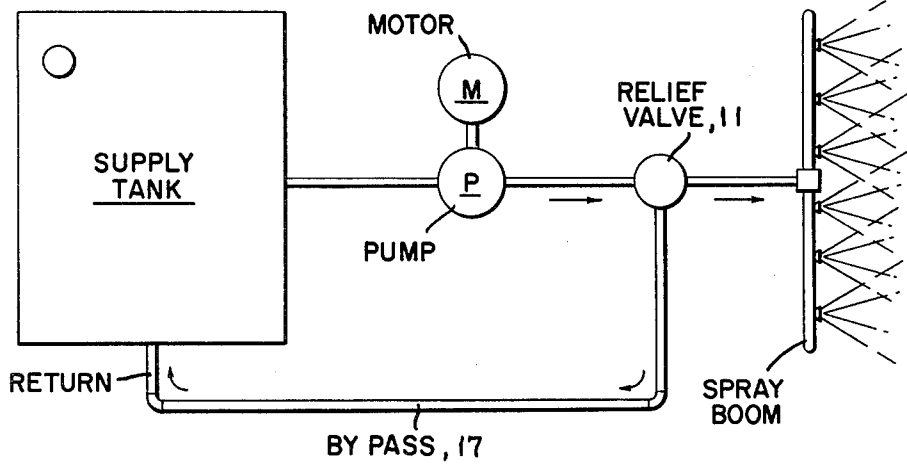 MOTOR
M
RELIEF
VALVE, 11
SUPPLY
TANK
P
PUMP
RETURN
SPRAY
BOOM
BY PASS, 17